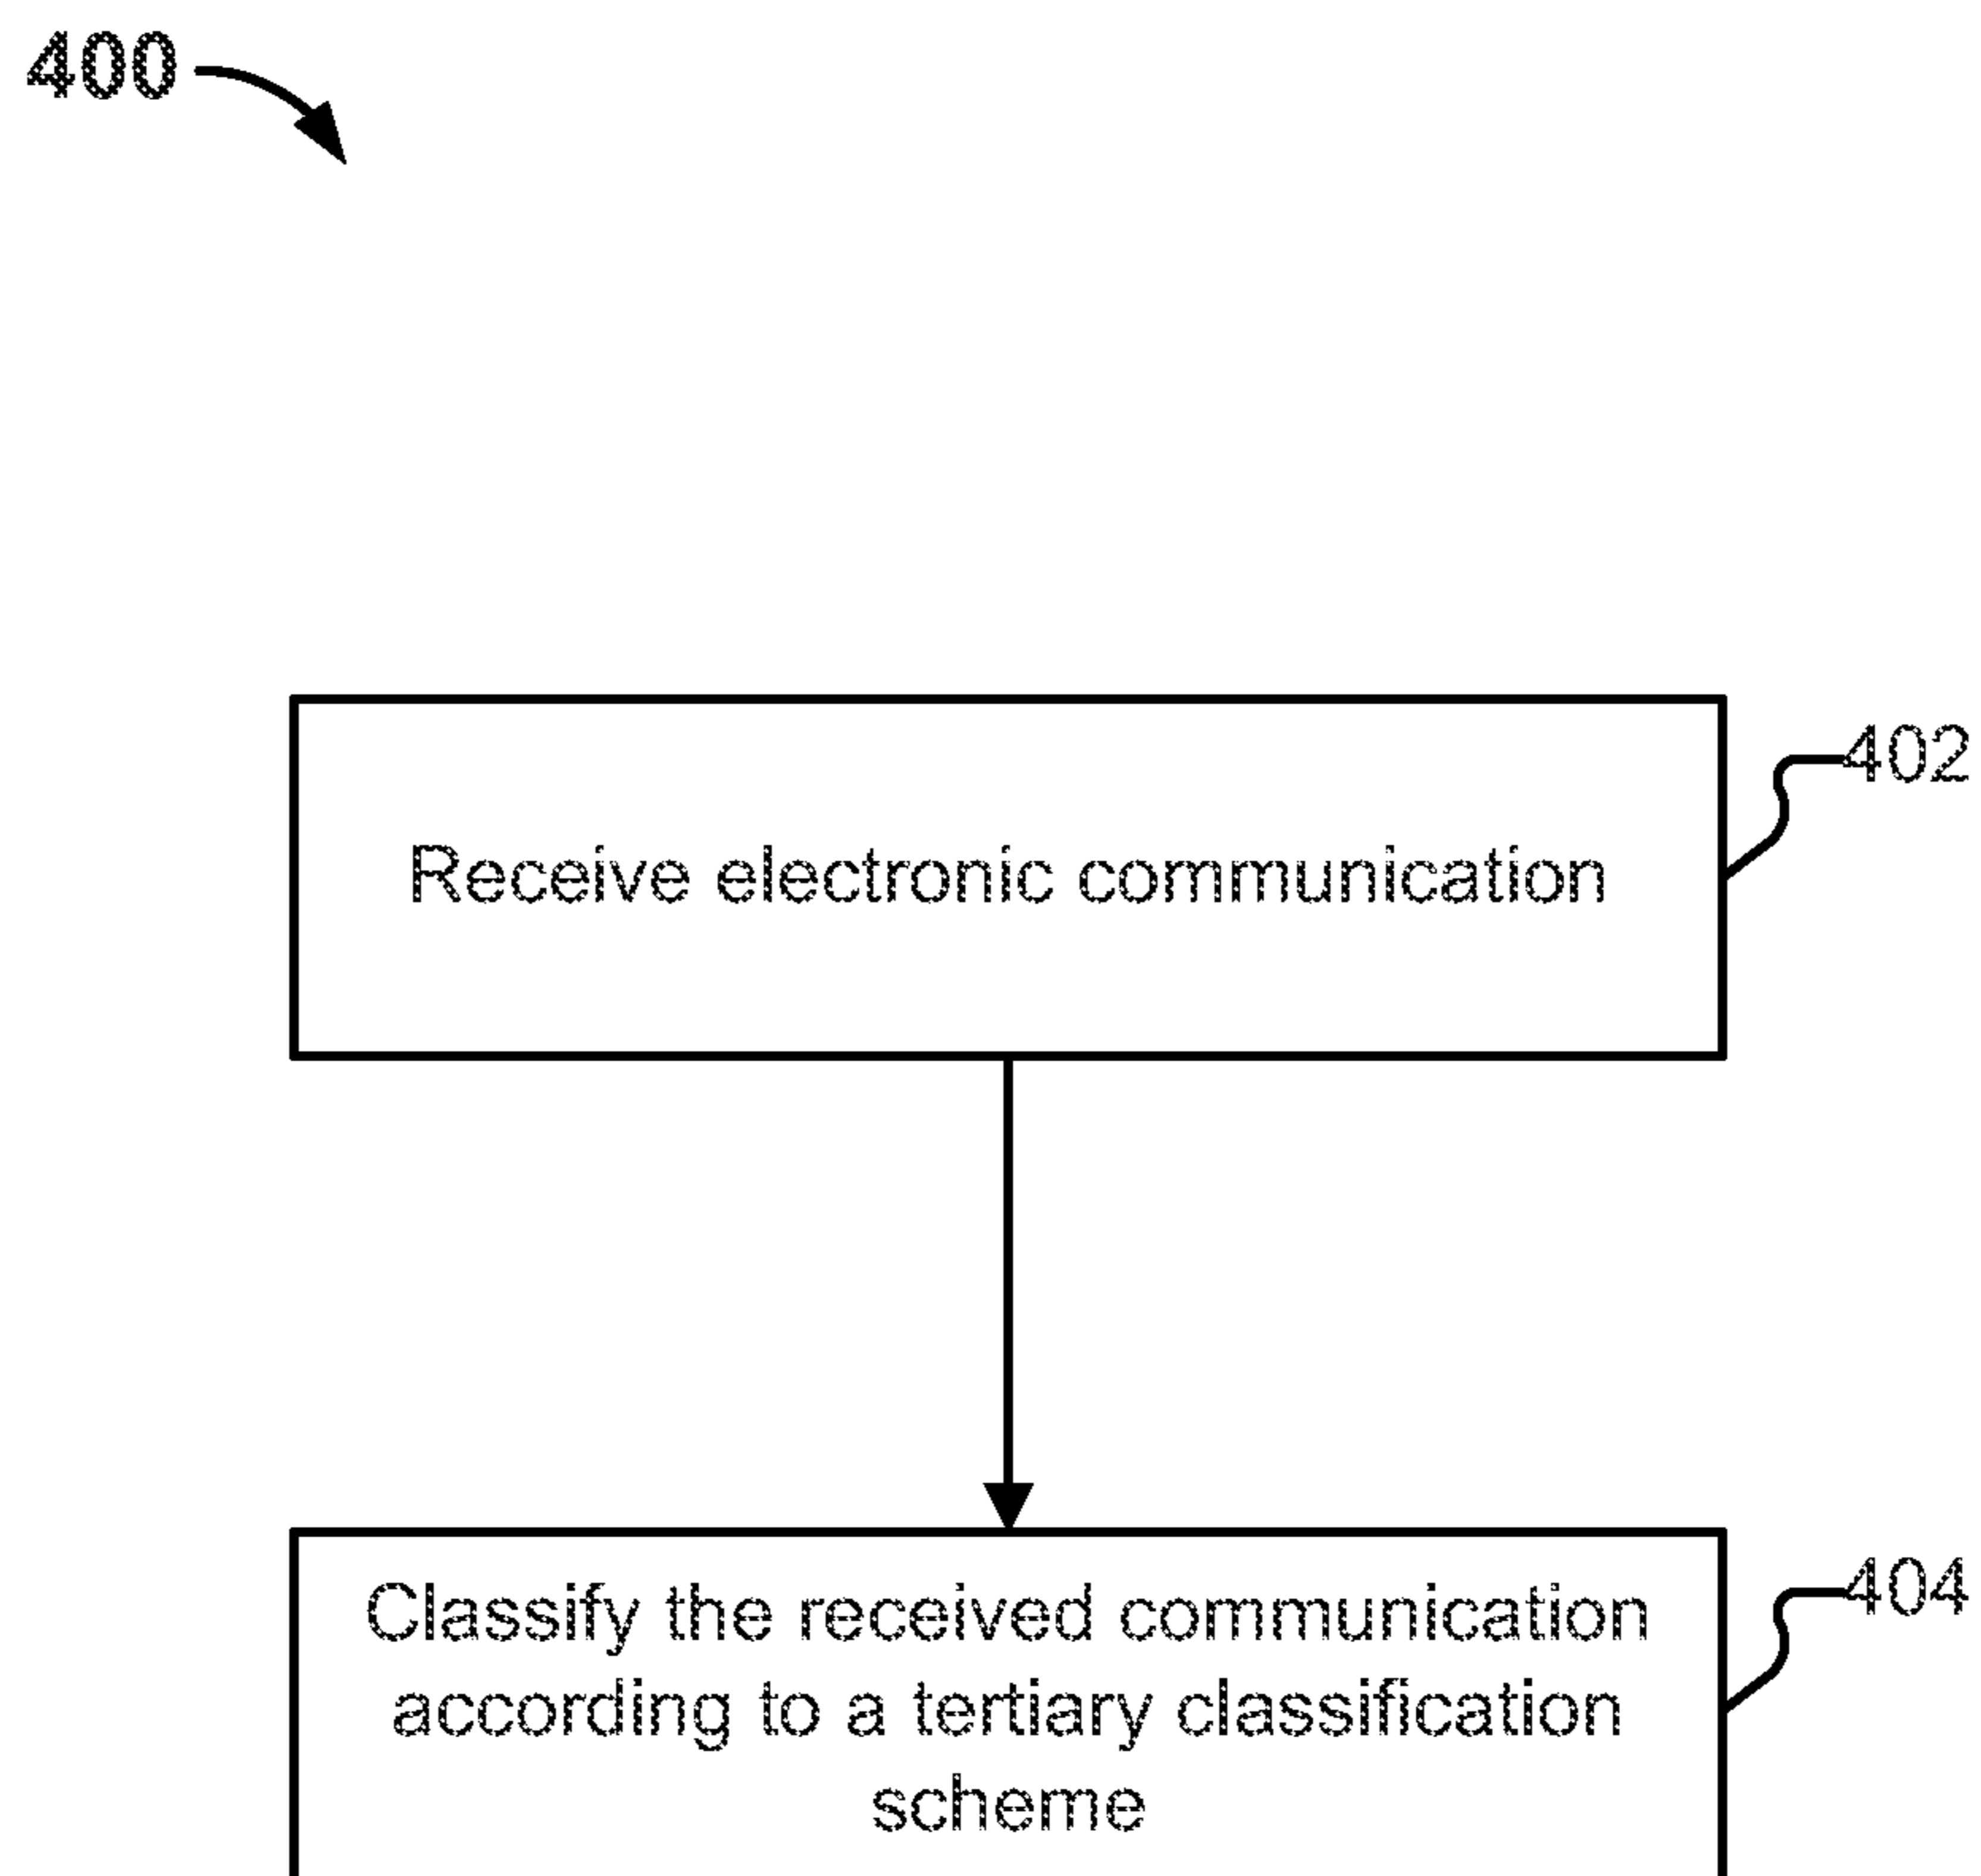 400
402
Receive electronic communication
404
Classify the received communication
according to a tertiary classification
scheme